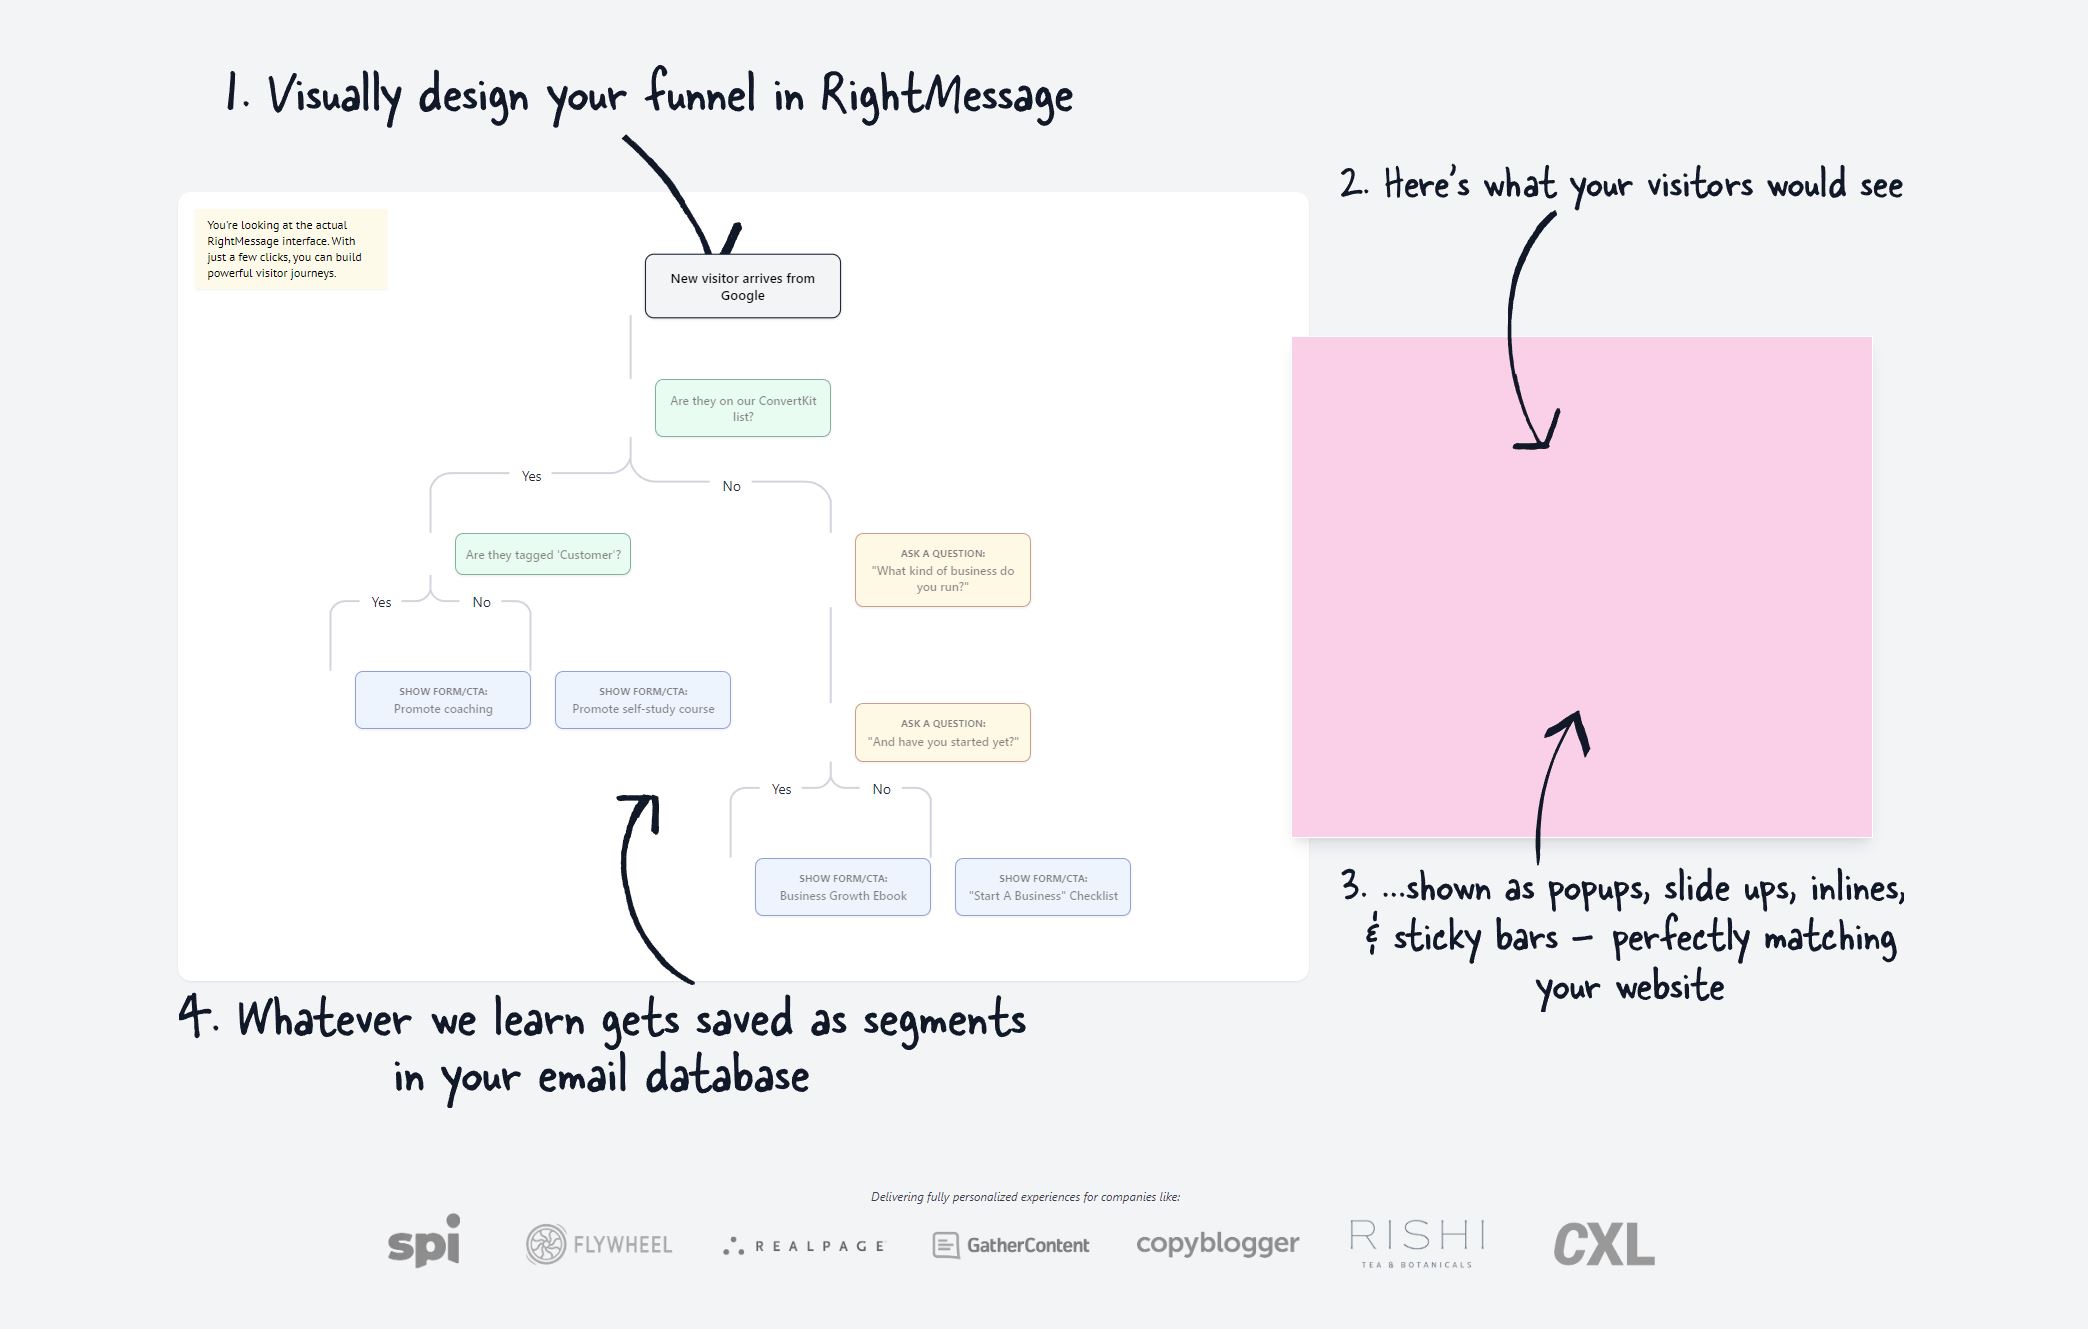 1. Visually design your funnel in RightMessage
2. Here's what your visitors would see
You're looking at the actual
RightMessage interface. With
just a few clicks, you can build
powerful visitor journeys.
New visitor arrives from
Google
Are they on our ConvertKit
list?
Yes
No
Are they tagged 'Customer'?
ASK A QUESTION:
"What kind of business do
you run?"
Yes
No
SHOW FORM/CTA:
Promote coaching
SHOW FORM/CTA:
Promote self-study course
ASK A QUESTION:
"And have you started yet?"
Yes
No
SHOW FORM/CTA:
Business Growth Ebook
SHOW FORM/CTA:
"Start A Business" Checklist
3. ...shown as popups, slide ups, inlines,
& sticky bars – perfectly matching
your website
4. Whatever we learn gets saved as segments
in your email database
Delivering fully personalized experiences for companies like:
spi
FLYWHEEL
REALPAGE
GatherContent
copyblogger
RISHI
TEA & BOTANICALS
CXL